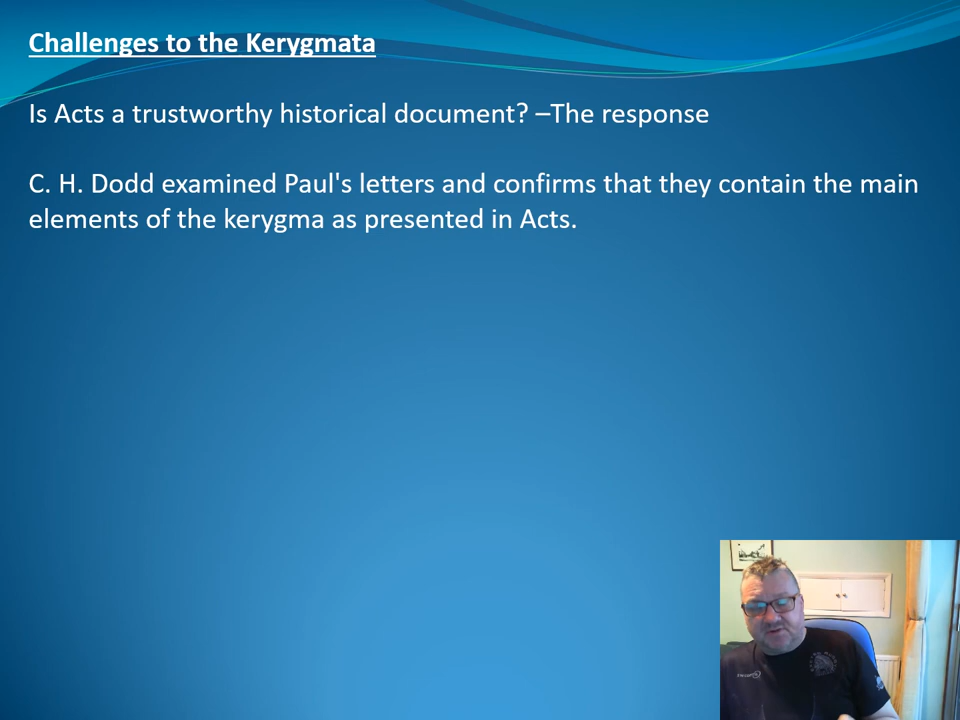 Challenges to the Kerygmata
Is Acts a trustworthy historical document? –The response
C. H. Dodd examined Paul's letters and confirms that they contain the main
elements of the kerygma as presented in Acts.